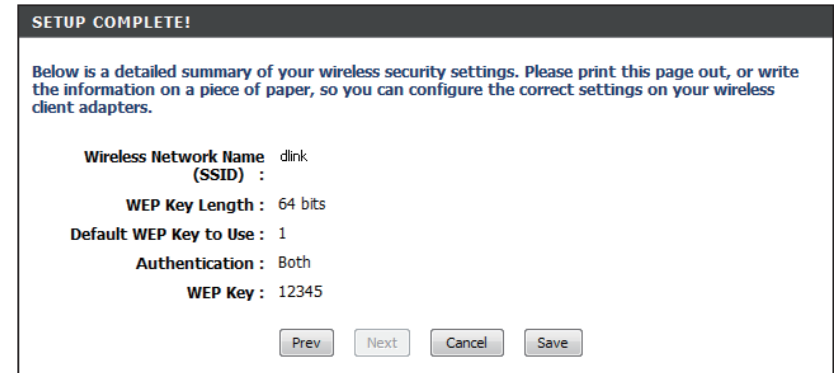 SETUP COMPLETE!
Below is a detailed summary of your wireless security settings. Please print this page out, or write
the information on a piece of paper, so you can configure the correct settings on your wireless
client adapters.
Wireless Network Name dlink
(SSID) :
WEP Key Length : 64 bits
Default WEP Key to Use : 1
Authentication : Both
WEP Key : 12345
Prev Next Cancel Save